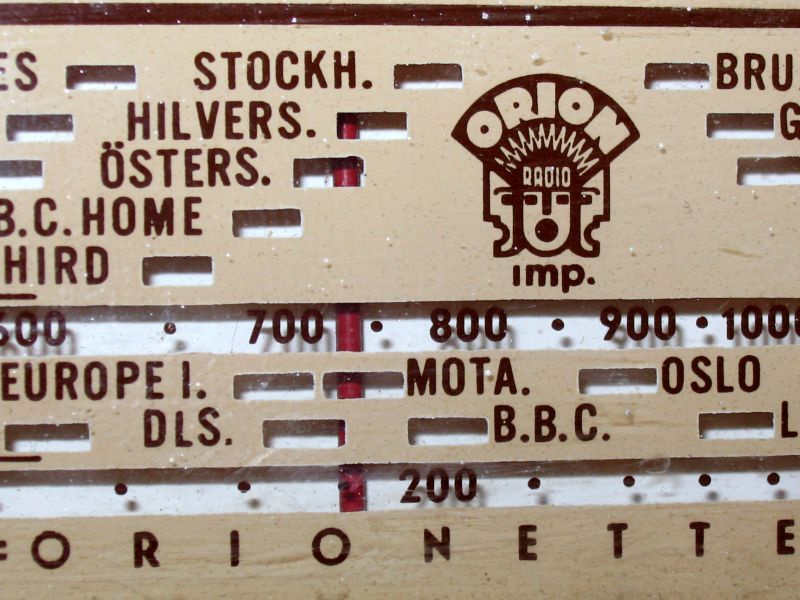 ES STOCKH. BRU
HILVERS. G
ÖSTERS.
B.C. HOME
HIRD
ORION
RADIO
imp.
600 700 800 900 1000
EUROPE I. MOTA. OSLO
DLS. B.B.C. L
200
ORIONETTE